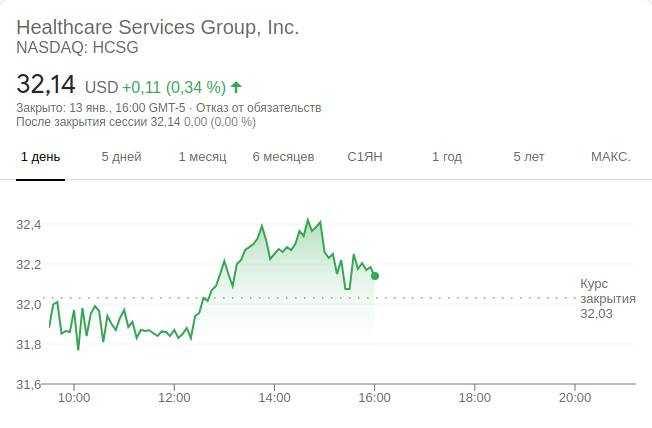 Healthcare Services Group, Inc.
NASDAQ: HCSG
32,14 USD +0,11 (0,34 %)
Закрыто: 13 янв., 16:00 GMT-5 · Отказ от обязательств
После закрытия сессии 32,14 0,00 (0,00 %)
1 день 5 дней 1 месяц 6 месяцев С1ЯН 1 год 5 лет МАКС.
32,4
32,2
32,0
31,8
31,6
Курс
закрытия
32,03
10:00 12:00 14:00 16:00 18:00 20:00